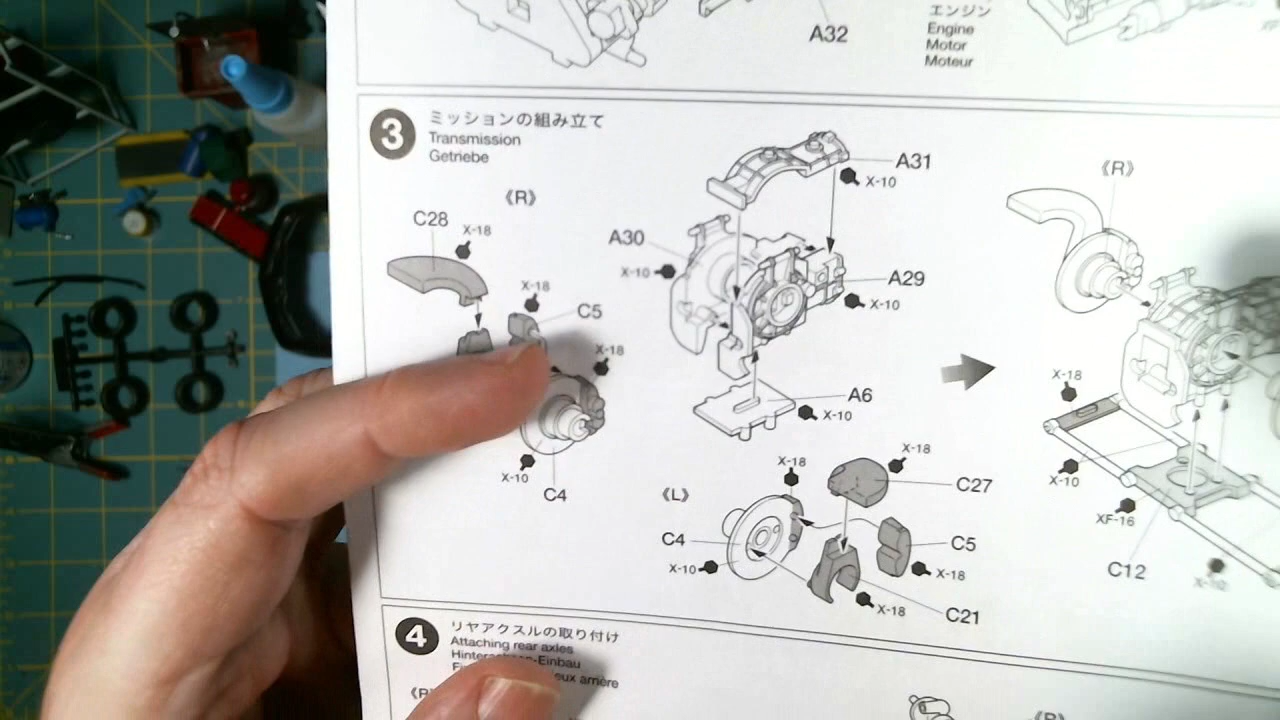 A32
エンジン
Engine
Motor
Moteur
3
ミッションの組み立て
Transmission
Getriebe
《R》
C28
X-18
X-18
C5
X-18
X-10
C4
A31
X-10
A30
X-10
A29
X-10
A6
X-10
《L》
X-18
X-18
C27
C4
X-10
C5
X-18
X-18
C21
《R》
X-18
X-10
XF-16
C12
X-10
4
リヤアクスルの取り付け
Attaching rear axles
-Einbau
arrière
《R》
《R》